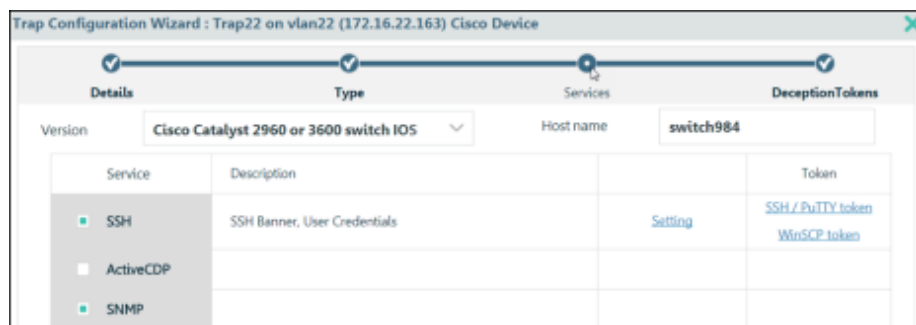 Trap Configuration Wizard : Trap22 on vlan22 (172.16.22.163) Cisco Device
Details Type Services DeceptionTokens
Version Cisco Catalyst 2960 or 3600 switch IOS Host name switch984
Service Description Token
SSH SSH Banner, User Credentials Setting SSH / PuTTY token
WinSCP token
ActiveCDP
SNMP